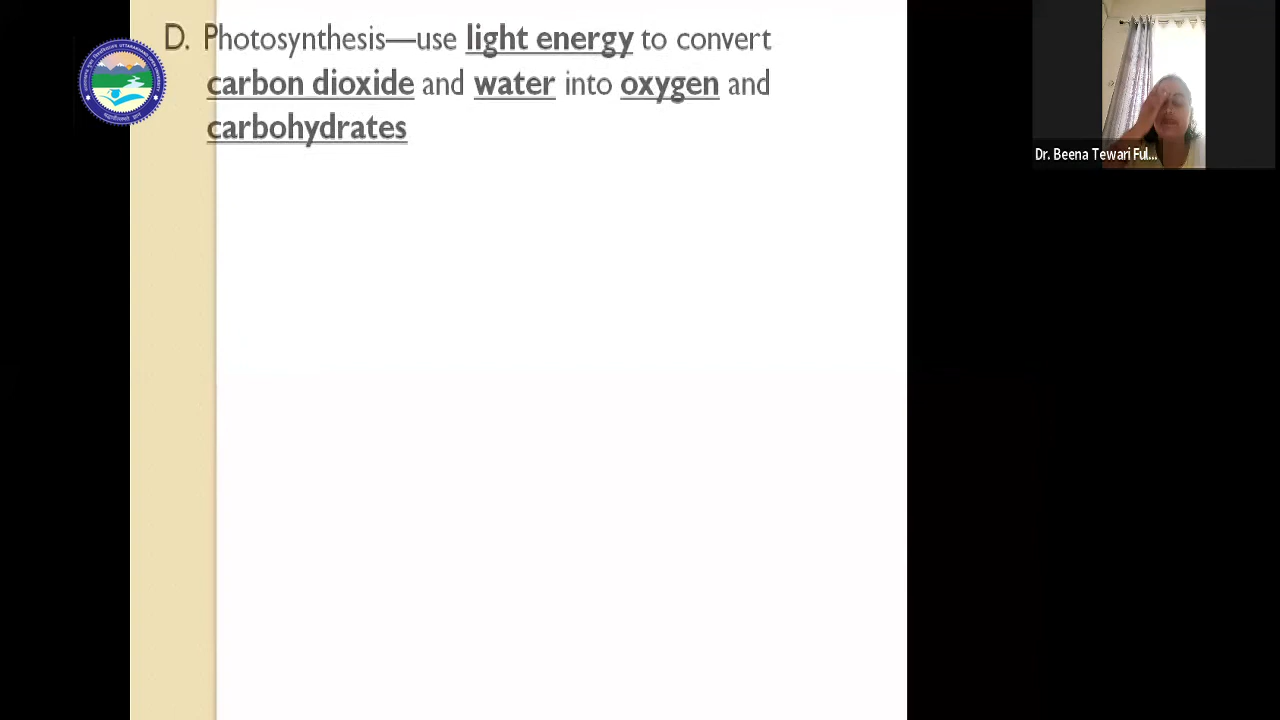 D. Photosynthesis—use light energy to convert
carbon dioxide and water into oxygen and
carbohydrates
Dr. Beena Tewari Ful...